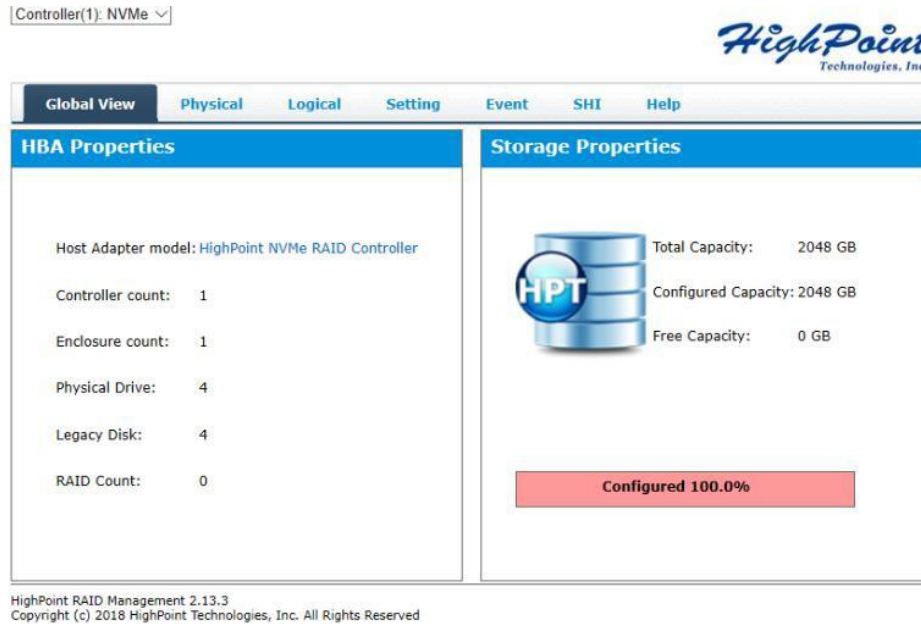 Controller(1): NVMe
HighPoint
Technologies, Inc
Global View Physical Logical Setting Event SHI Help
HBA Properties
Host Adapter model: HighPoint NVMe RAID Controller
Controller count: 1
Enclosure count: 1
Physical Drive: 4
Legacy Disk: 4
RAID Count: 0
Storage Properties
HPT
Total Capacity: 2048 GB
Configured Capacity: 2048 GB
Free Capacity: 0 GB
Configured 100.0%
HighPoint RAID Management 2.13.3
Copyright (c) 2018 HighPoint Technologies, Inc. All Rights Reserved